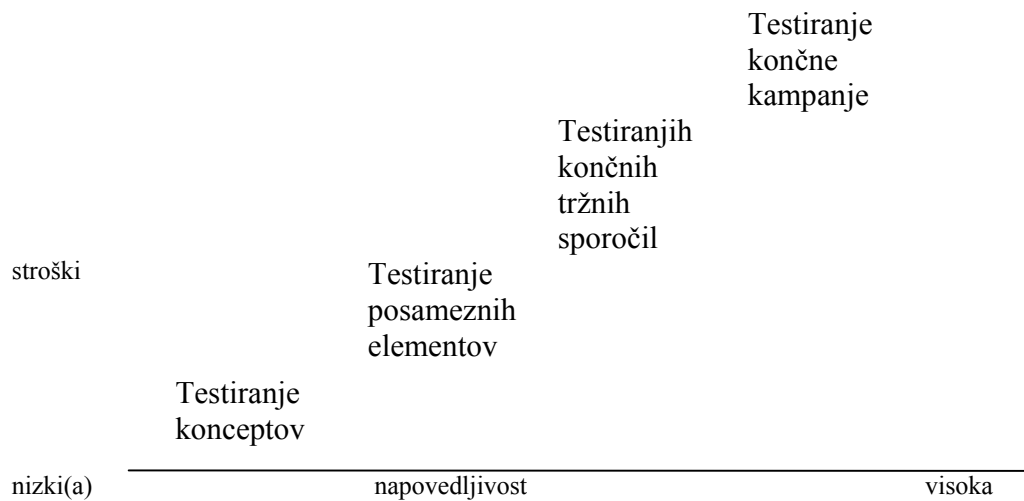 Testiranje
končne
kampanje
Testiranjih
končnih
tržnih
sporočil
stroški
Testiranje
posameznih
elementov
Testiranje
konceptov
nizki(a)
napovedljivost
visoka